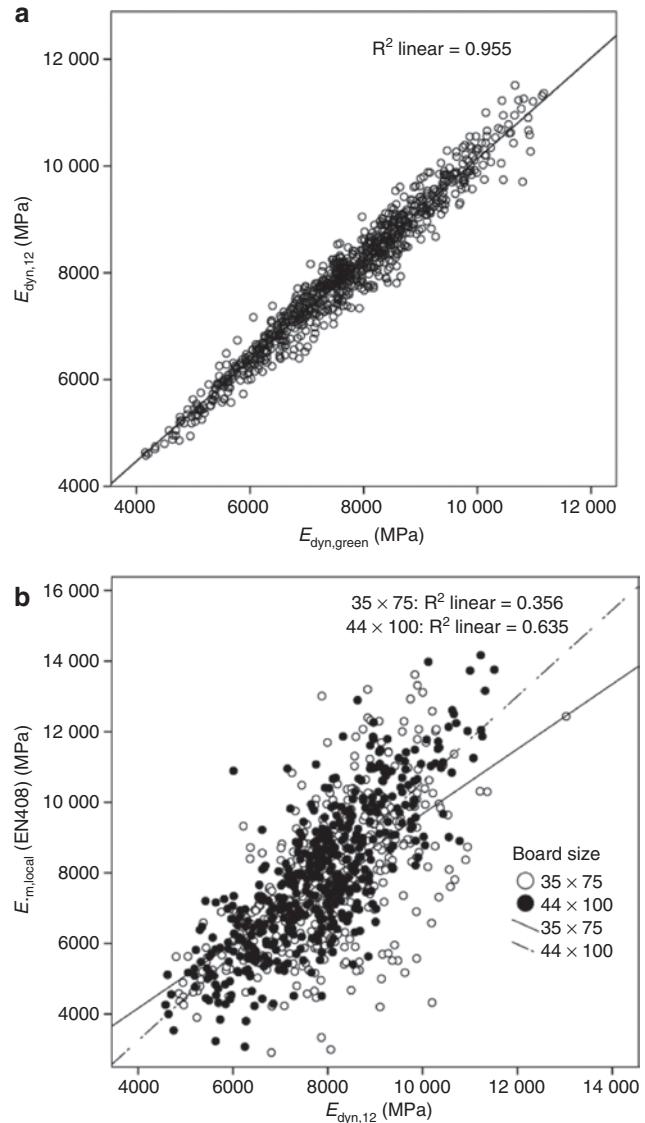 a
R² linear = 0.955
12 000
10 000
8000
6000
4000
E_dyn,12 (MPa)
4000 6000 8000 10 000 12 000
E_dyn,green (MPa)
b
35 × 75: R² linear = 0.356
44 × 100: R² linear = 0.635
16 000
14 000
12 000
10 000
8000
6000
4000
E_m,local (EN408) (MPa)
Board size
35 × 75
44 × 100
35 × 75
44 × 100
4000 6000 8000 10 000 12 000 14 000
E_dyn,12 (MPa)